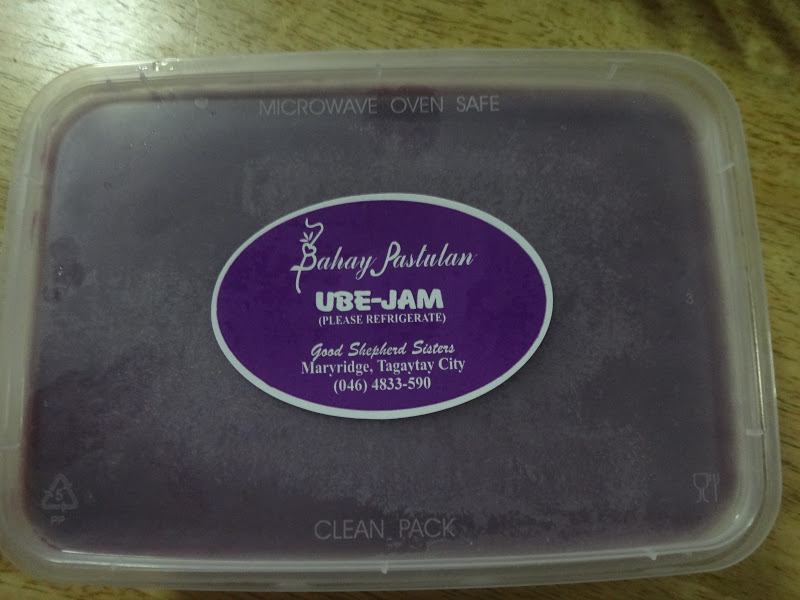 MICROWAVE OVEN SAFE
Bahay Pastulan
UBE-JAM
(PLEASE REFRIGERATE)
Good Shepherd Sisters
Maryridge, Tagaytay City
(046) 4833-590
3
5
PP
CLEAN PACK